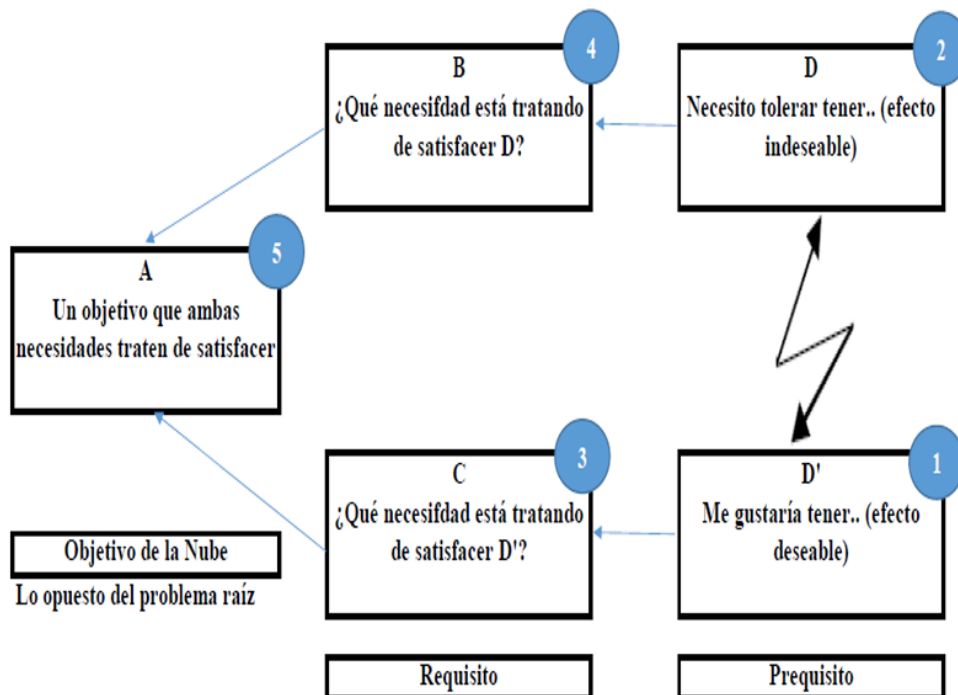 4
B
¿Qué necesifdad está tratando
de satisfacer D?
2
D
Necesito tolerar tener.. (efecto
indeseable)
5
A
Un objetivo que ambas
necesidades traten de satisfacer
3
C
¿Qué necesifdad está tratando
de satisfacer D'?
1
D'
Me gustaría tener.. (efecto
deseable)
Objetivo de la Nube
Lo opuesto del problema raíz
Requisito
Prequisito